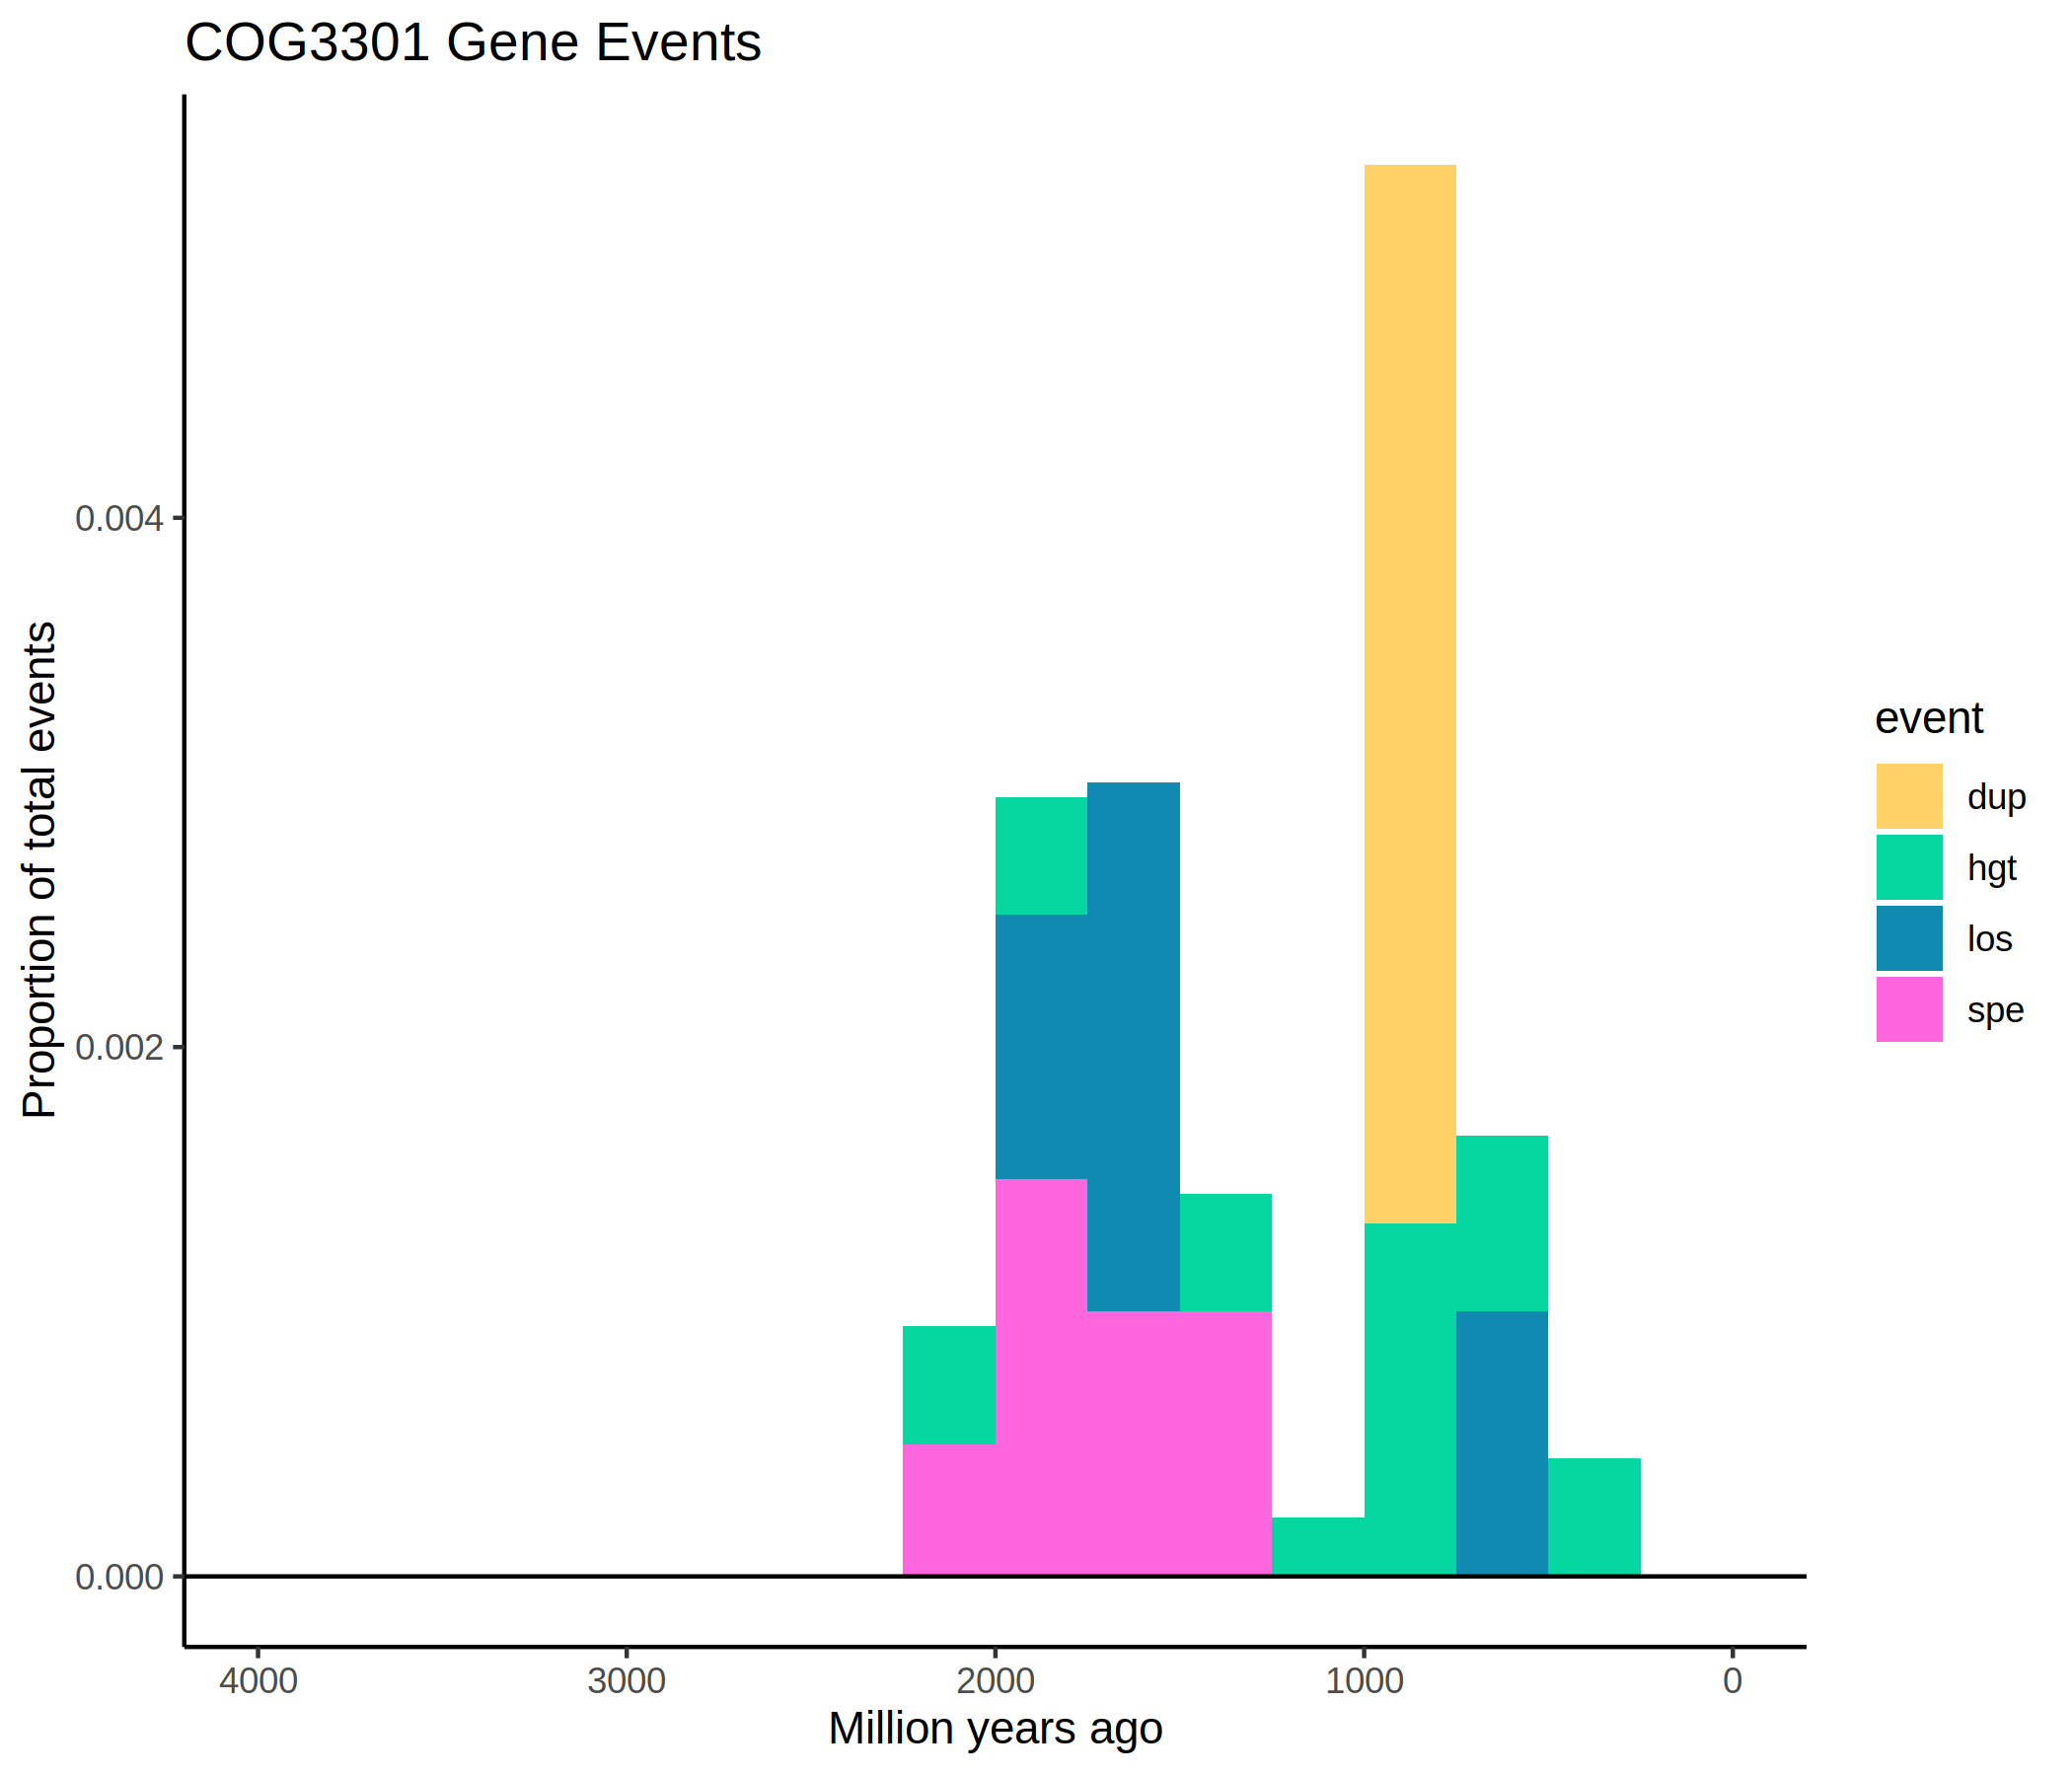 COG3301 Gene Events
Proportion of total events
0.004
0.002
0.000
4000 3000 2000 1000 0
Million years ago
event
dup
hgt
los
spe